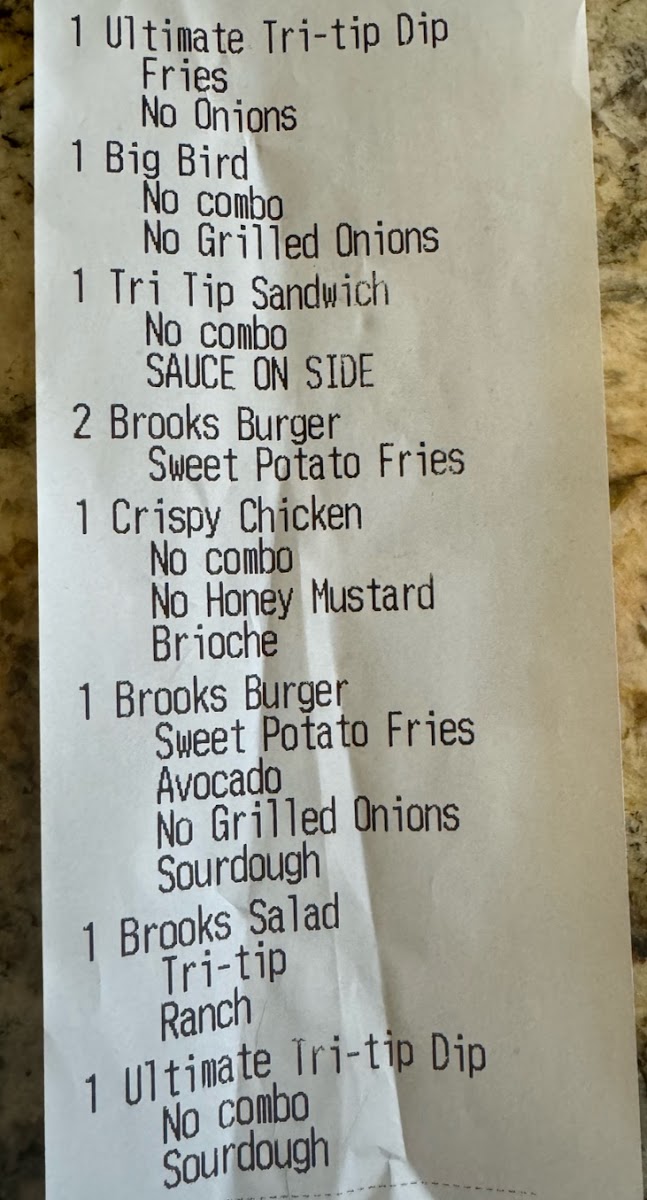 1 Ultimate Tri-tip Dip
Fries
No Onions
1 Big Bird
No combo
No Grilled Onions
1 Tri Tip Sandwich
No combo
SAUCE ON SIDE
2 Brooks Burger
Sweet Potato Fries
1 Crispy Chicken
No combo
No Honey Mustard
Brioche
1 Brooks Burger
Sweet Potato Fries
Avocado
No Grilled Onions
Sourdough
1 Brooks Salad
Tri-tip
Ranch
1 Ultimate Tri-tip Dip
No combo
Sourdough